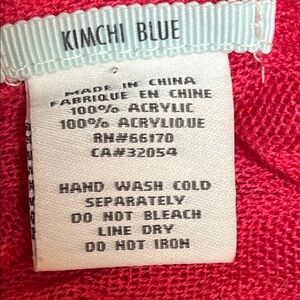 KIMCHI BLUE
MADE IN CHINA
FABRIQUE EN CHINE
100% ACRYLIC
100% ACRYLIQUE
RN#66170
CA#32054
HAND WASH COLD
SEPARATELY
DO NOT BLEACH
LINE DRY
DO NOT IRON